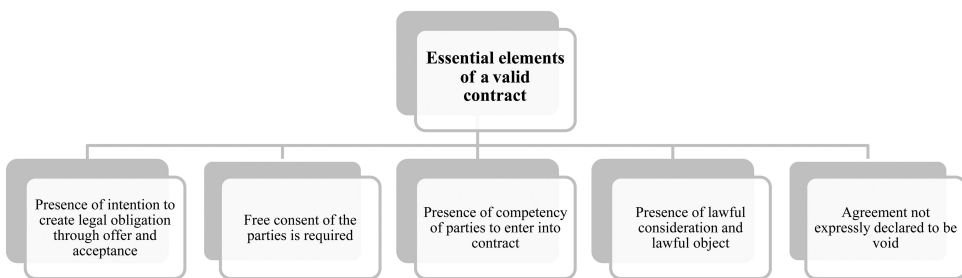 Essential elements
of a valid
contract
Presence of intention to
create legal obligation
through offer and
acceptance
Free consent of the
parties is required
Presence of competency
of parties to enter into
contract
Presence of lawful
consideration and
lawful object
Agreement not
expressly declared to be
void